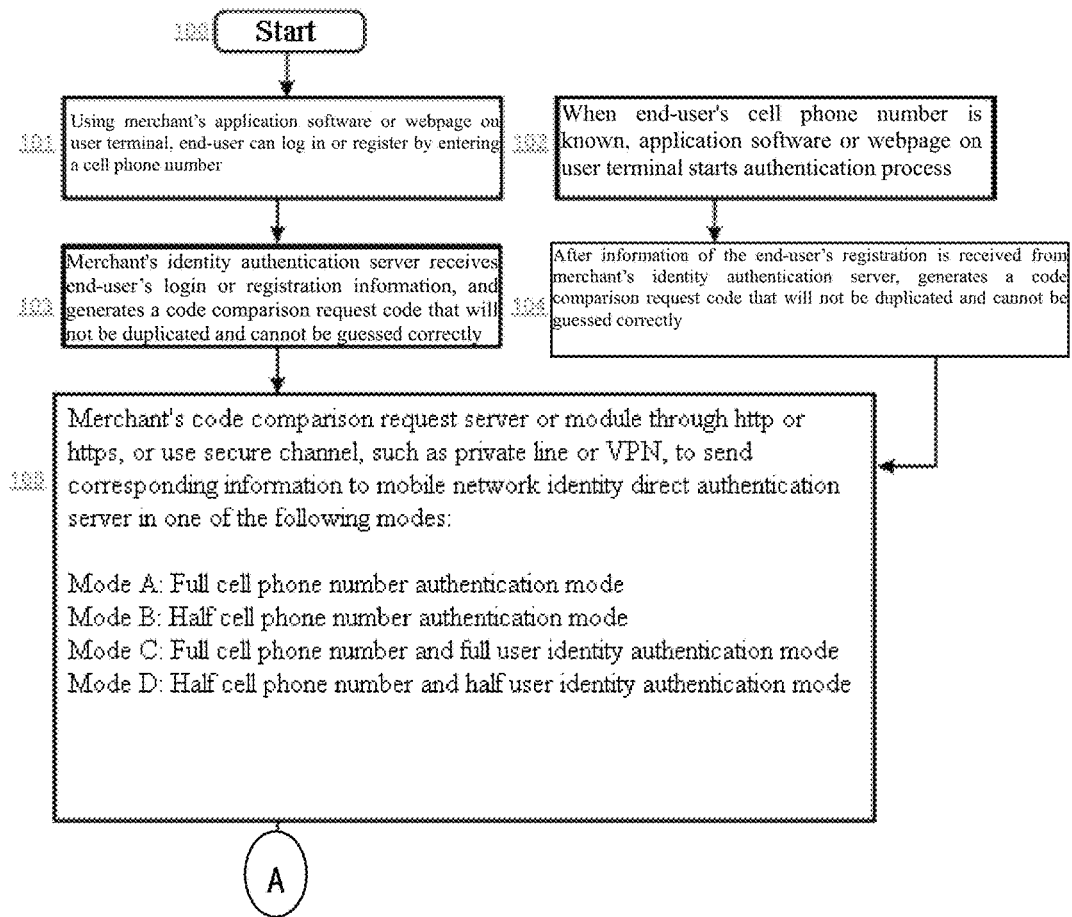 100 Start
101
Using merchant's application software or webpage on
user terminal, end-user can log in or register by entering
a cell phone number
102
When end-user's cell phone number is
known, application software or webpage on
user terminal starts authentication process
103
Merchant's identity authentication server receives
end-user's login or registration information, and
generates a code comparison request code that will
not be duplicated and cannot be guessed correctly
104
After information of the end-user's registration is received from
merchant's identity authentication server, generates a code
comparison request code that will not be duplicated and cannot be
guessed correctly
Merchant's code comparison request server or module through http or
https, or use secure channel, such as private line or VPN, to send
corresponding information to mobile network identity direct authentication
server in one of the following modes:
Mode A: Full cell phone number authentication mode
Mode B: Half cell phone number authentication mode
Mode C: Full cell phone number and full user identity authentication mode
Mode D: Half cell phone number and half user identity authentication mode
A